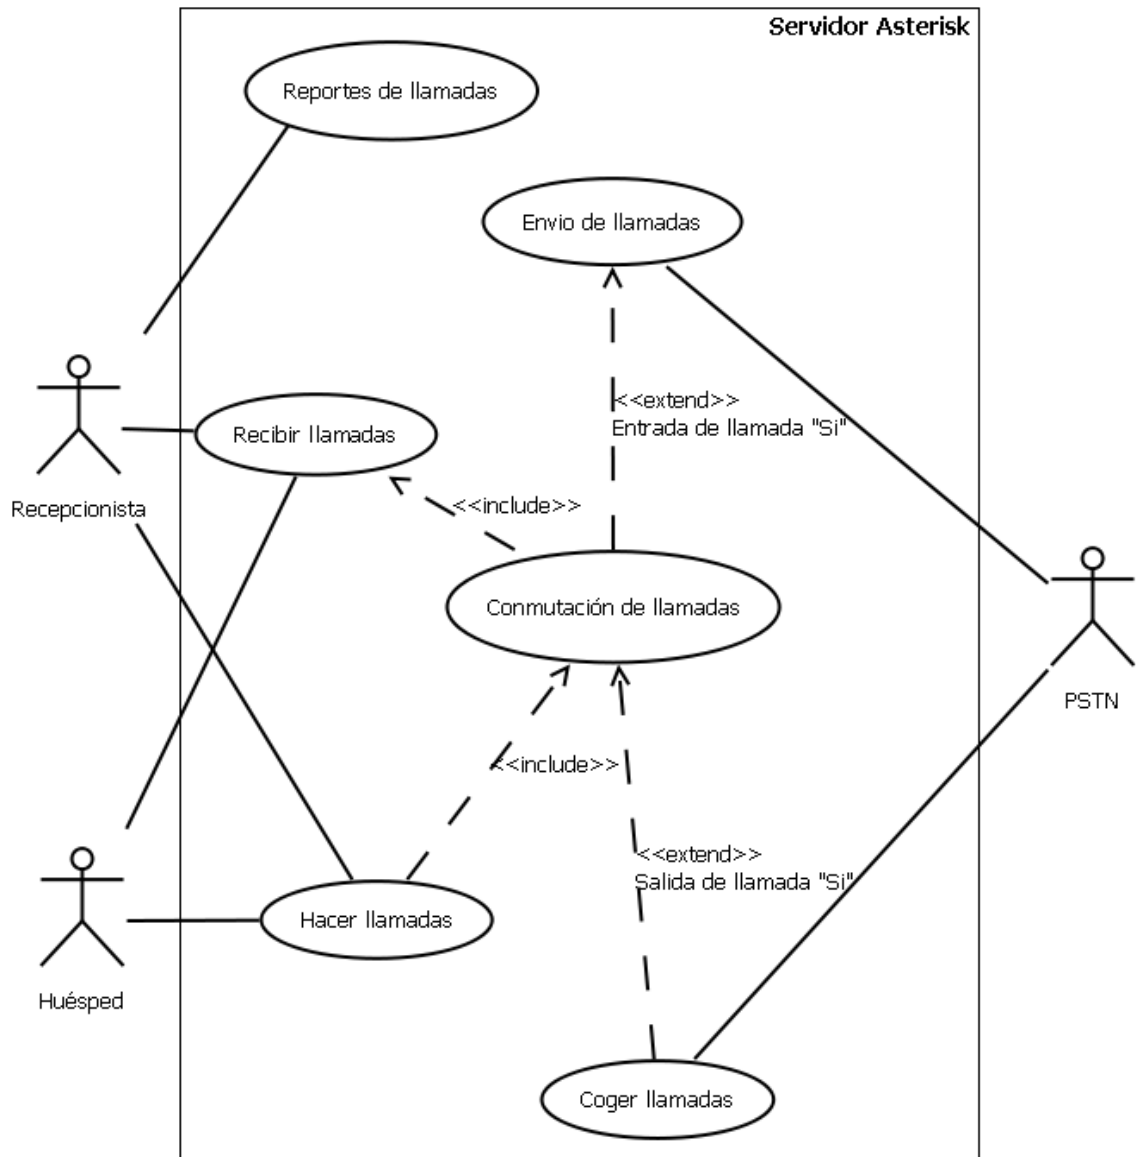 Servidor Asterisk
Reportes de llamadas
Envio de llamadas
<<extend>>
Entrada de llamada "Si"
Recibir llamadas
Recepcionista
<<include>>
Conmutación de llamadas
PSTN
<<include>>
<<extend>>
Salida de llamada "Si"
Hacer llamadas
Huésped
Coger llamadas